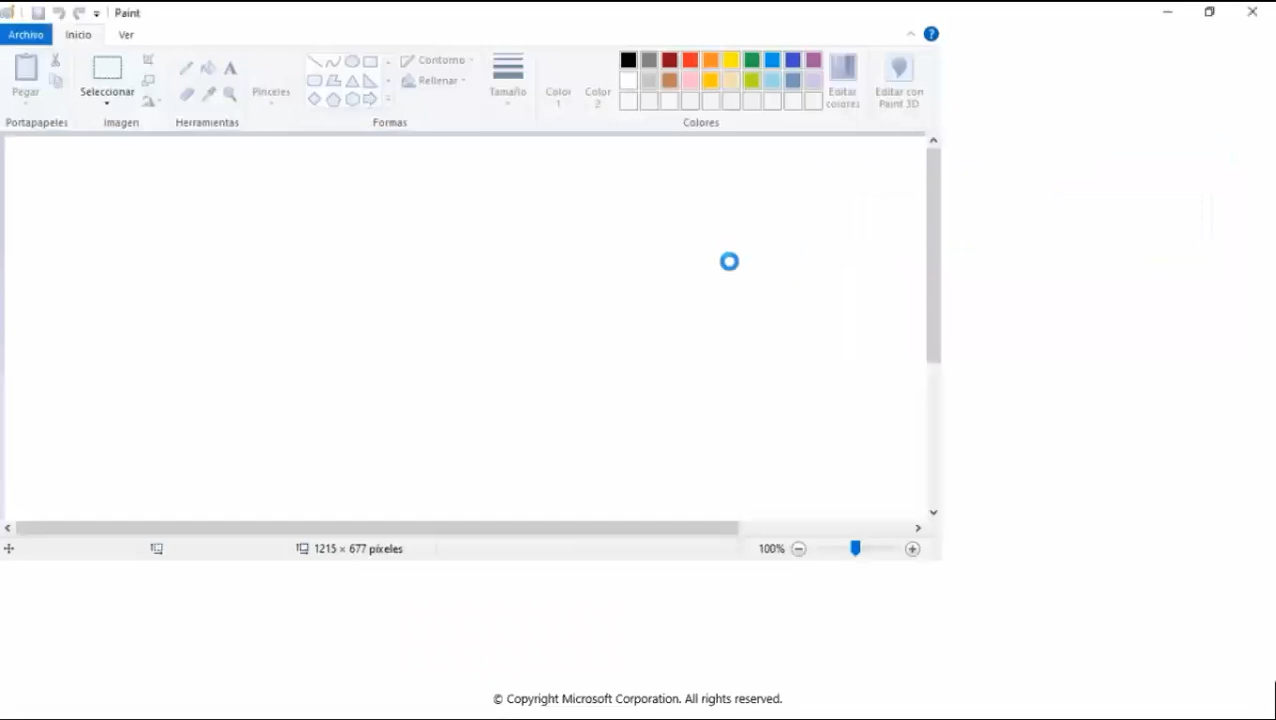 Paint
Archivo Inicio Ver
Pegar
Seleccionar
Pinceles
Contorno
Rellenar
Tamaño
Color 1
Color 2
Editar colores
Editar con Paint 3D
Portapapeles Imagen Herramientas Formas Colores
1215 × 677 píxeles 100%
© Copyright Microsoft Corporation. All rights reserved.